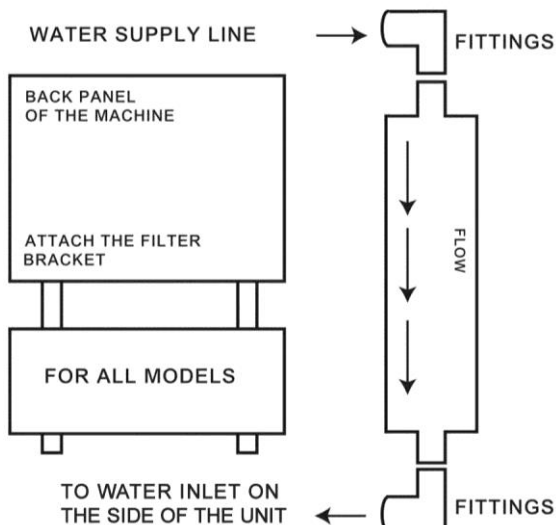 WATER SUPPLY LINE
FITTINGS
BACK PANEL
OF THE MACHINE
ATTACH THE FILTER
BRACKET
FLOW
FOR ALL MODELS
TO WATER INLET ON
THE SIDE OF THE UNIT
FITTINGS